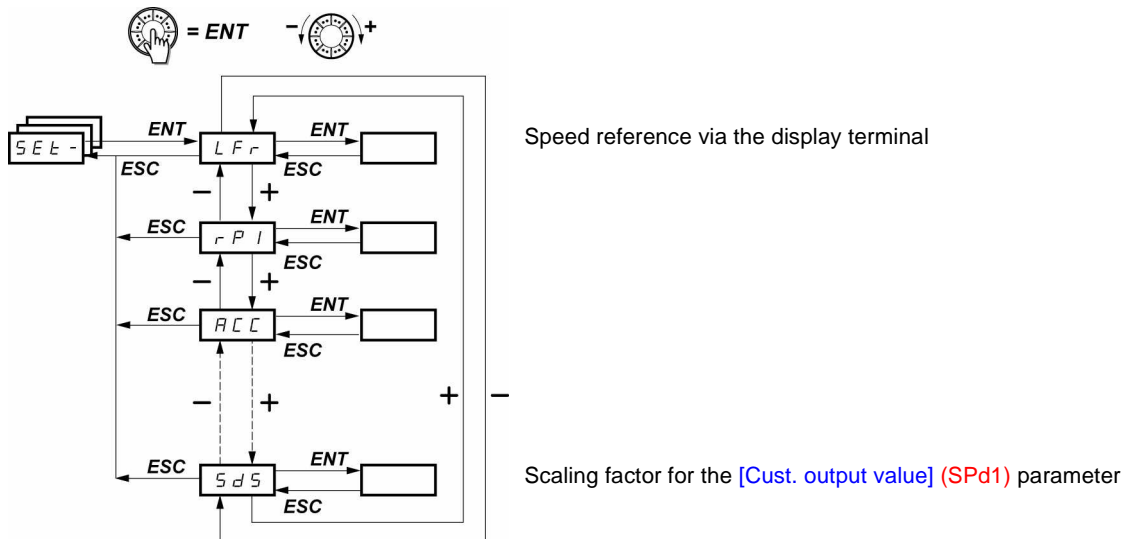 = ENT - +
ENT ENT
SEt - LFr Speed reference via the display terminal
ESC ESC
- +
ESC ENT
rP1
ESC
- +
ESC ENT
ACC
ESC
- + + -
ESC ENT
SdS Scaling factor for the [Cust. output value] (SPd1) parameter
ESC